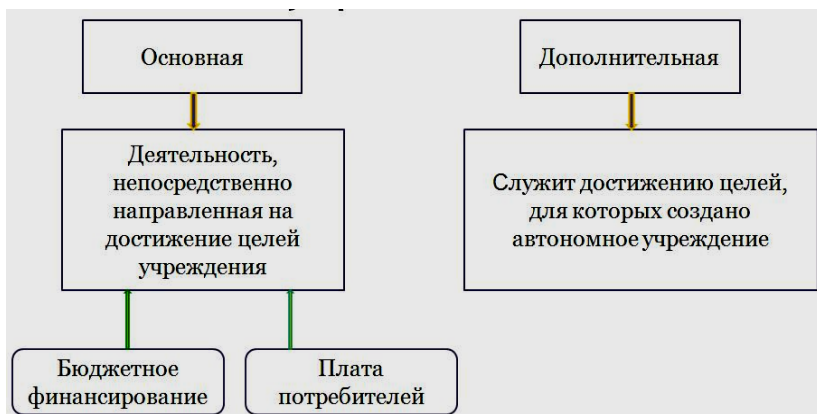 Основная
Дополнительная
Деятельность,
непосредственно
направленная на
достижение целей
учреждения
Служит достижению целей,
для которых создано
автономное учреждение
Бюджетное
финансирование
Плата
потребителей